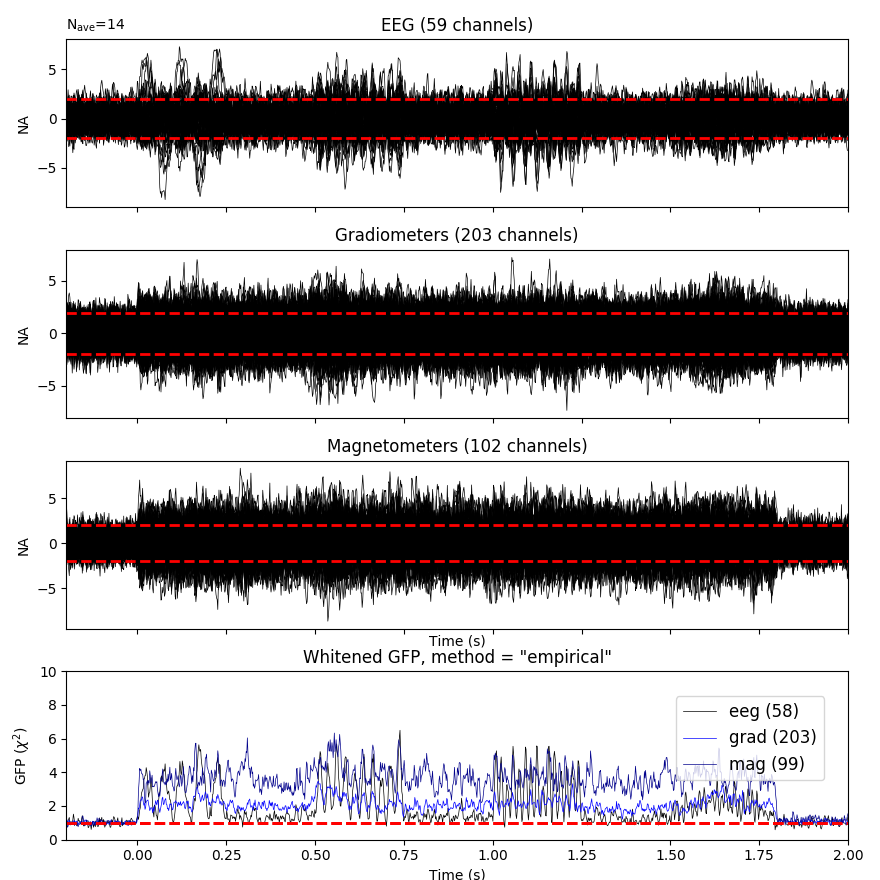 N_ave=14
EEG (59 channels)
5
0
−5
NA
Gradiometers (203 channels)
5
0
−5
NA
Magnetometers (102 channels)
5
0
−5
NA
Time (s)
Whitened GFP, method = "empirical"
10
8
6
4
2
0
GFP (χ²)
eeg (58)
grad (203)
mag (99)
0.00 0.25 0.50 0.75 1.00 1.25 1.50 1.75 2.00
Time (s)